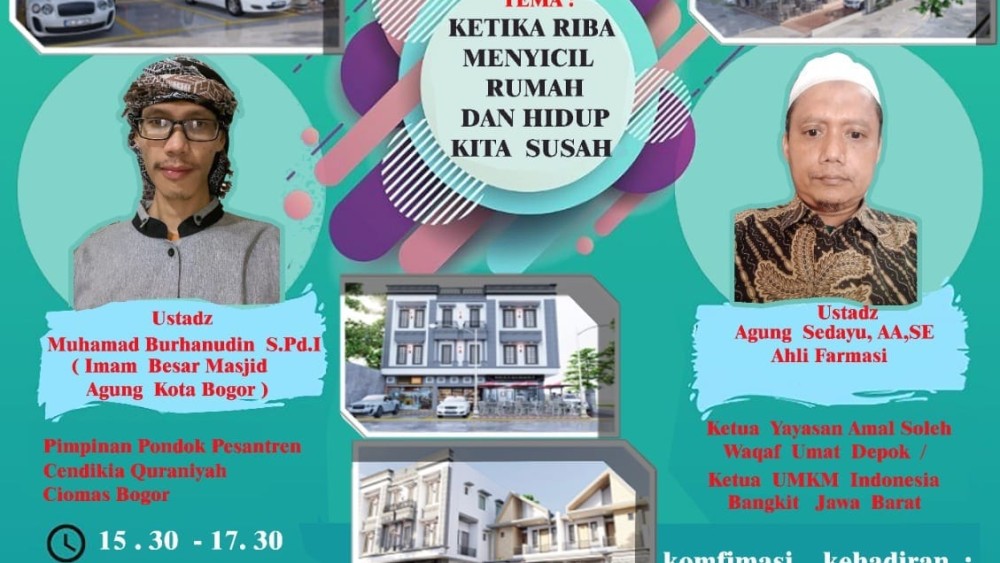 TEMA :
KETIKA RIBA
MENYICIL
RUMAH
DAN HIDUP
KITA SUSAH
Ustadz
Muhamad Burhanudin S.Pd.I
( Imam Besar Masjid
Agung Kota Bogor )
Pimpinan Pondok Pesantren
Cendikia Quraniyah
Ciomas Bogor
15 . 30 - 17. 30
Ustadz
Agung Sedayu, AA,SE
Ahli Farmasi
Ketua Yayasan Amal Soleh
Waqaf Umat Depok /
Ketua UMKM Indonesia
Bangkit Jawa Barat
komfimasi kehadiran :